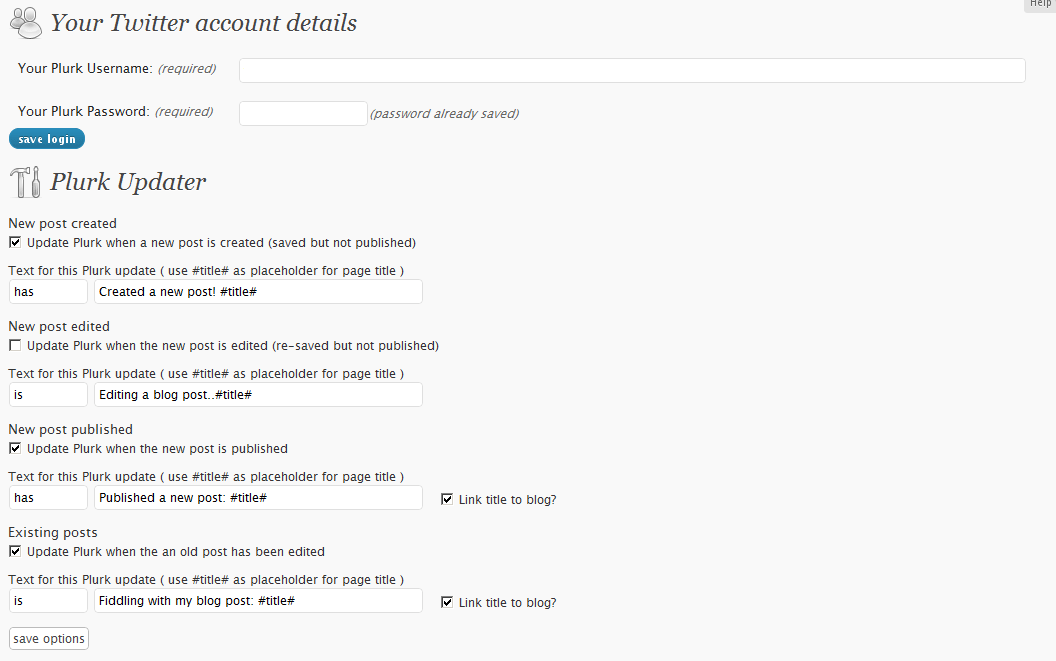 Help
Your Twitter account details
Your Plurk Username: (required)
Your Plurk Password: (required) (password already saved)
save login
Plurk Updater
New post created
Update Plurk when a new post is created (saved but not published)
Text for this Plurk update ( use #title# as placeholder for page title )
has Created a new post! #title#
New post edited
Update Plurk when the new post is edited (re-saved but not published)
Text for this Plurk update ( use #title# as placeholder for page title )
is Editing a blog post..#title#
New post published
Update Plurk when the new post is published
Text for this Plurk update ( use #title# as placeholder for page title )
has Published a new post: #title# Link title to blog?
Existing posts
Update Plurk when the an old post has been edited
Text for this Plurk update ( use #title# as placeholder for page title )
is Fiddling with my blog post: #title# Link title to blog?
save options